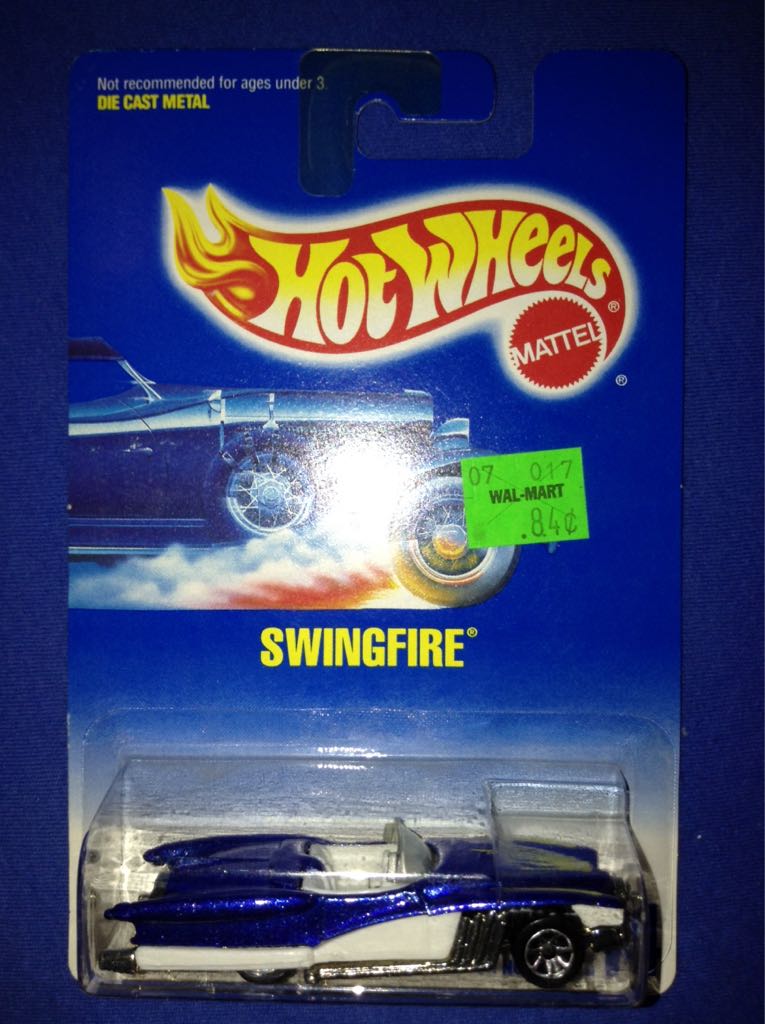 Not recommended for ages under 3.
DIE CAST METAL
HOT WHEELS®
MATTEL
®
07 017
WAL-MART
.84¢
SWINGFIRE®